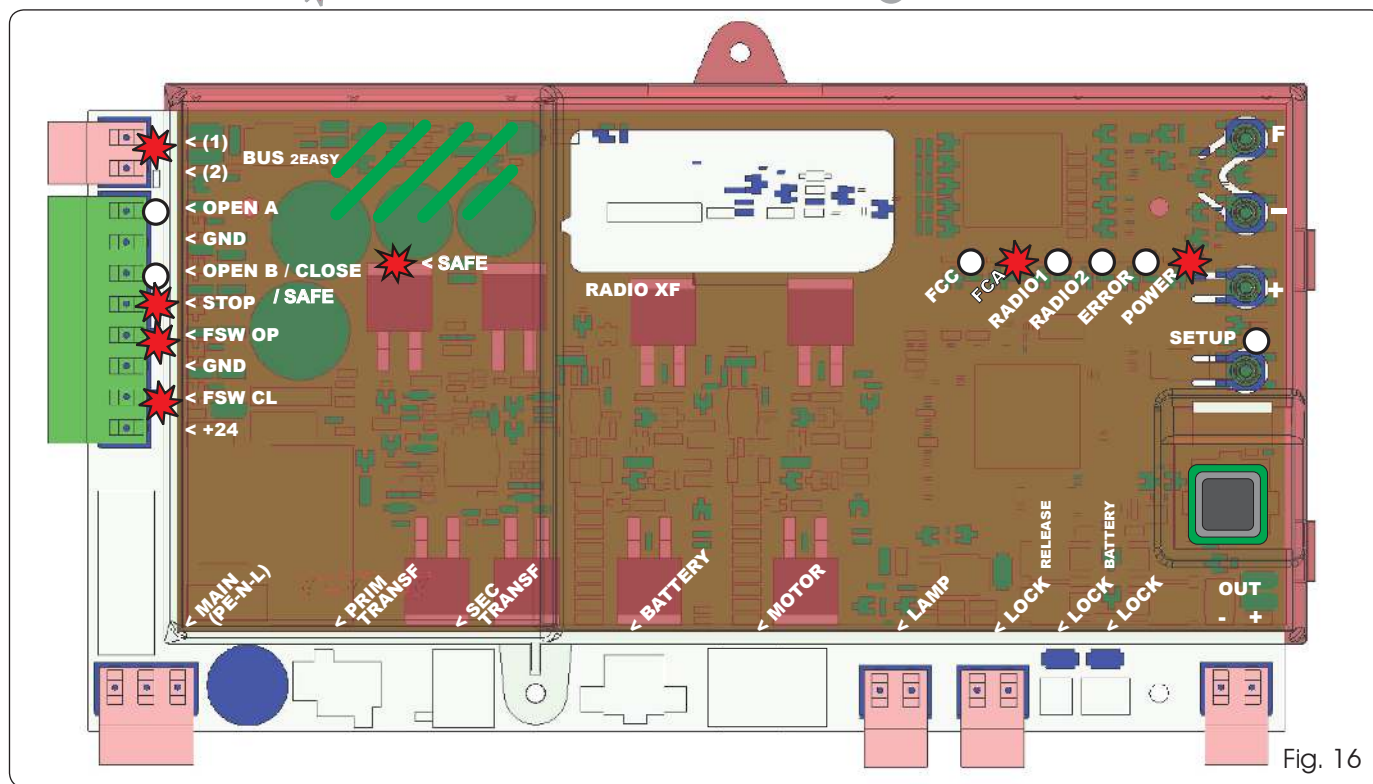 < (1)
BUS 2EASY
< (2)
< OPEN A
< GND
< OPEN B / CLOSE
/ SAFE
< STOP
< FSW OP
< GND
< FSW CL
< +24
< SAFE
RADIO XF
FCC
FCA
RADIO1
RADIO2
ERROR
POWER
F
-
+
SETUP
< MAIN
(PE-N-L)
< PRIM
TRANSF
< SEC
TRANSF
< BATTERY
< MOTOR
< LAMP
< LOCK
RELEASE
< LOCK
BATTERY
< LOCK
OUT
- +
Fig. 16